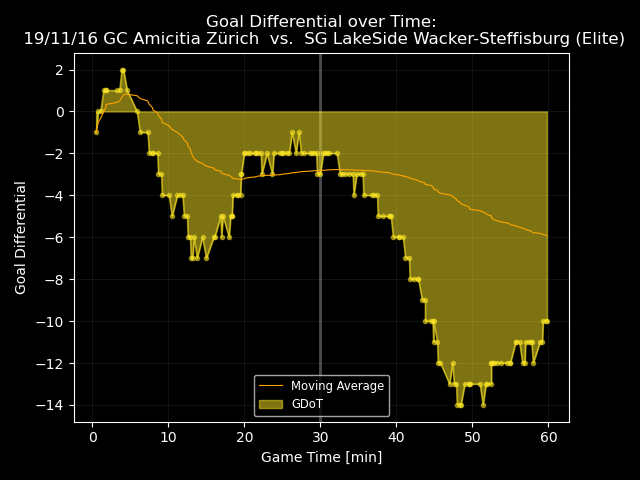 Goal Differential over Time:
19/11/16 GC Amicitia Zürich  vs.  SG LakeSide Wacker-Steffisburg (Elite)
Goal Differential
2
0
−2
−4
−6
−8
−10
−12
−14
Moving Average
GDoT
0 10 20 30 40 50 60
Game Time [min]